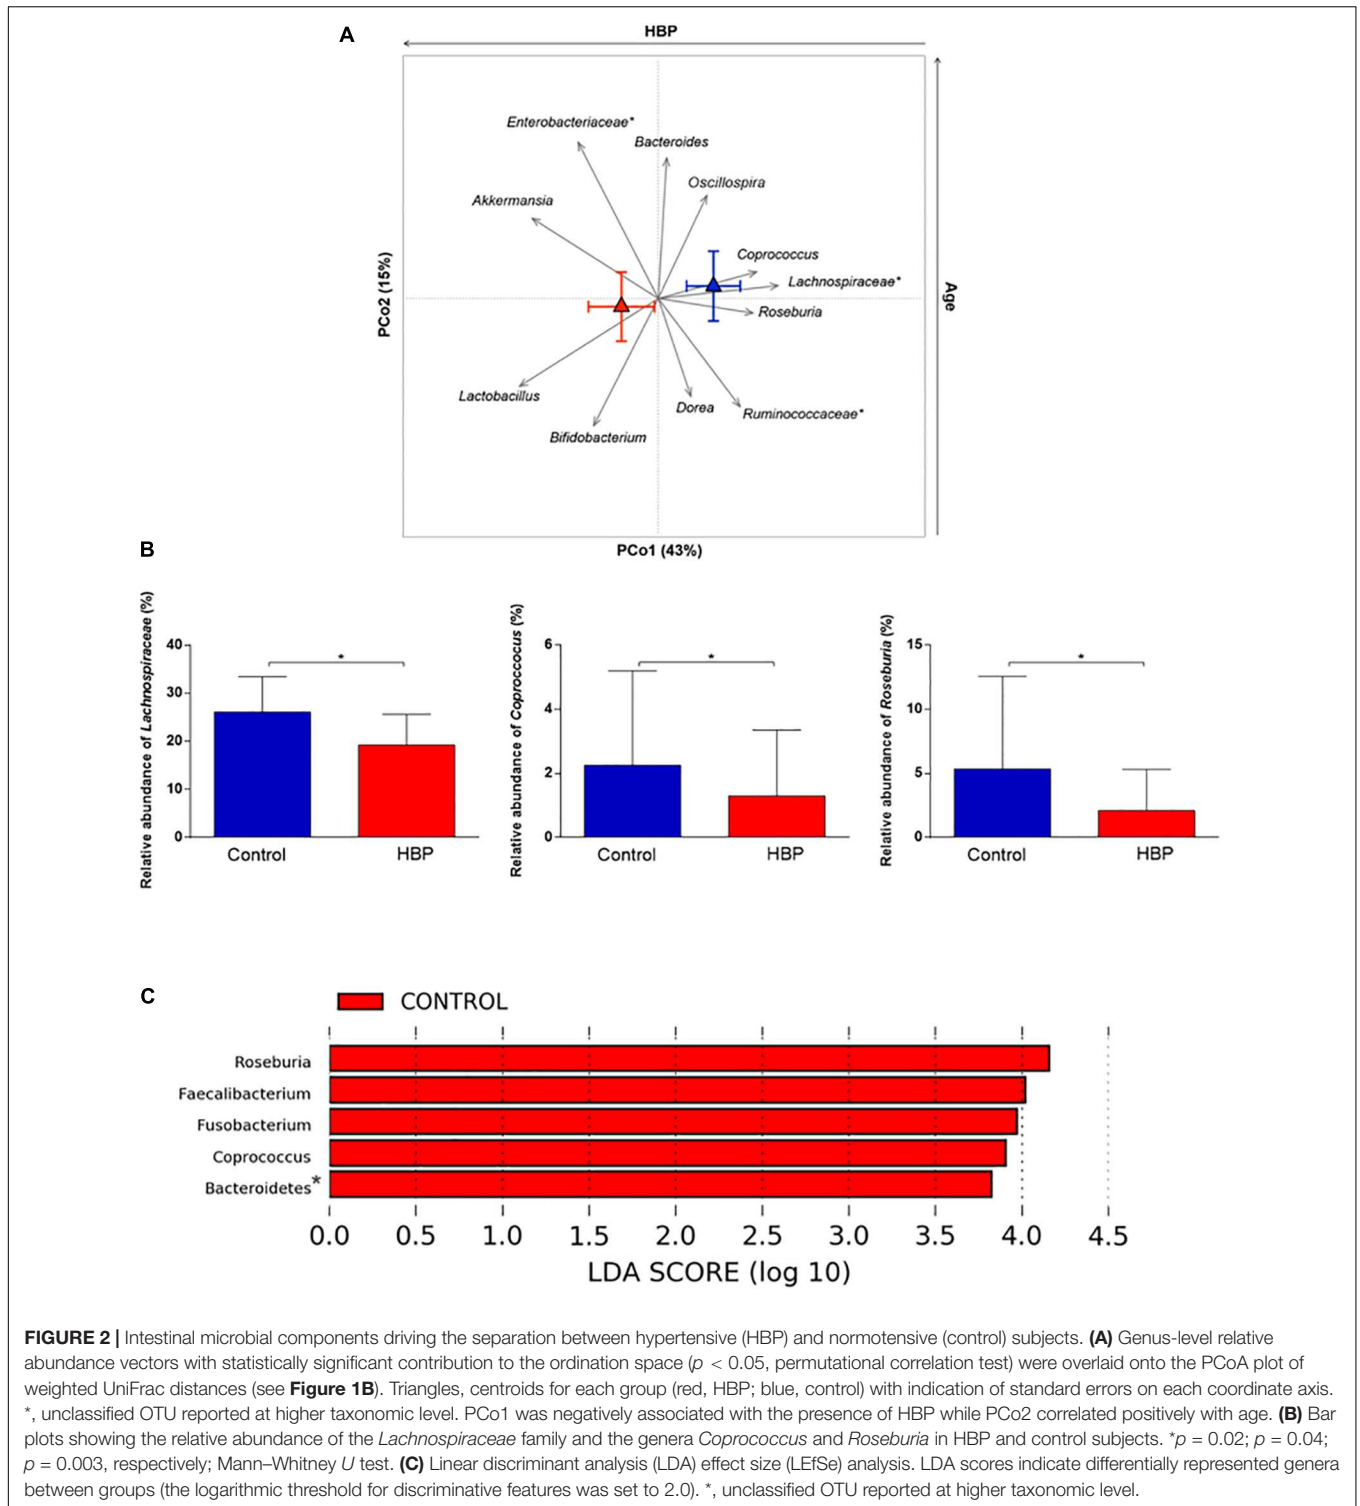 A
HBP
Enterobacteriaceae*
Bacteroides
Oscillospira
Akkermansia
Coprococcus
Lachnospiraceae*
Roseburia
PCo2 (15%)
Age
Lactobacillus
Dorea
Ruminococcaceae*
Bifidobacterium
PCo1 (43%)
B
Relative abundance of Lachnospiraceae (%)
40
30
20
10
0
*
Control
HBP
Relative abundance of Coproccocus (%)
6
4
2
0
*
Control
HBP
Relative abundance of Roseburia (%)
15
10
5
0
*
Control
HBP
C
CONTROL
Roseburia
Faecalibacterium
Fusobacterium
Coprococcus
Bacteroidetes*
0.0 0.5 1.0 1.5 2.0 2.5 3.0 3.5 4.0 4.5
LDA SCORE (log 10)
FIGURE 2 | Intestinal microbial components driving the separation between hypertensive (HBP) and normotensive (control) subjects. (A) Genus-level relative
abundance vectors with statistically significant contribution to the ordination space (p < 0.05, permutational correlation test) were overlaid onto the PCoA plot of
weighted UniFrac distances (see Figure 1B). Triangles, centroids for each group (red, HBP; blue, control) with indication of standard errors on each coordinate axis.
*, unclassified OTU reported at higher taxonomic level. PCo1 was negatively associated with the presence of HBP while PCo2 correlated positively with age. (B) Bar
plots showing the relative abundance of the Lachnospiraceae family and the genera Coprococcus and Roseburia in HBP and control subjects. *p = 0.02; p = 0.04;
p = 0.003, respectively; Mann–Whitney U test. (C) Linear discriminant analysis (LDA) effect size (LEfSe) analysis. LDA scores indicate differentially represented genera
between groups (the logarithmic threshold for discriminative features was set to 2.0). *, unclassified OTU reported at higher taxonomic level.